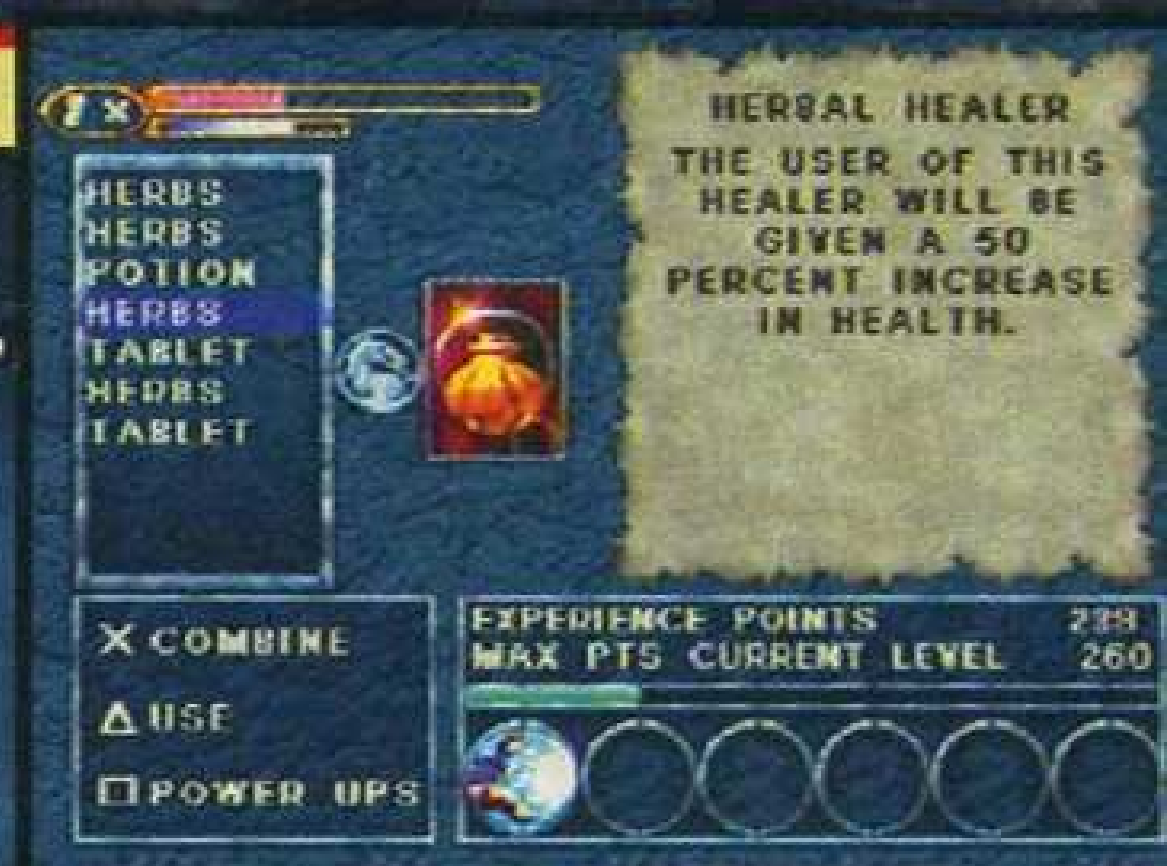 1 X
HERBS
HERBS
POTION
HERBS
TABLET
HERBS
TABLET
HERBAL HEALER
THE USER OF THIS
HEALER WILL BE
GIVEN A 50
PERCENT INCREASE
IN HEALTH.
X COMBINE
△ USE
□ POWER UPS
EXPERIENCE POINTS
MAX PTS CURRENT LEVEL 260